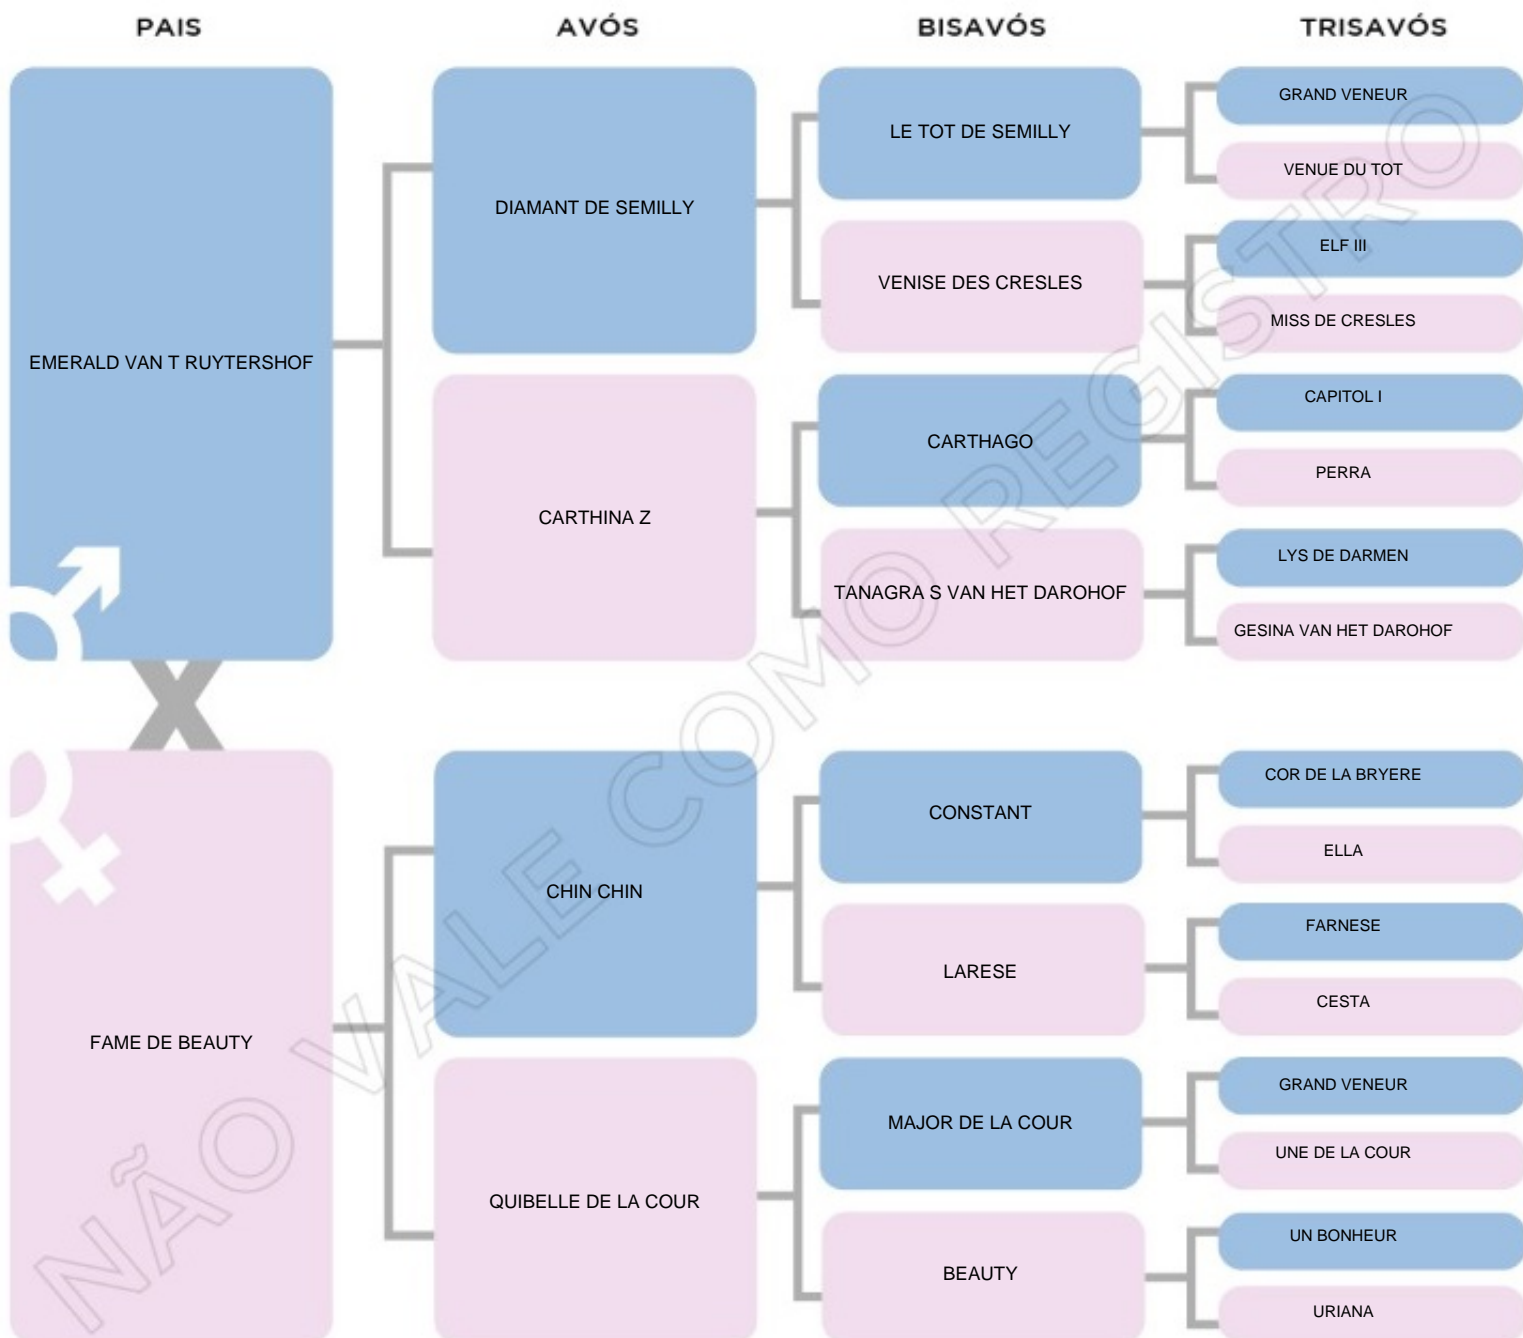 PAIS
AVÓS
BISAVÓS
TRISAVÓS
EMERALD VAN T RUYTERSHOF
DIAMANT DE SEMILLY
CARTHINA Z
LE TOT DE SEMILLY
VENISE DES CRESLES
CARTHAGO
TANAGRA S VAN HET DAROHOF
GRAND VENEUR
VENUE DU TOT
ELF III
MISS DE CRESLES
CAPITOL I
PERRA
LYS DE DARMEN
GESINA VAN HET DAROHOF
X
FAME DE BEAUTY
CHIN CHIN
QUIBELLE DE LA COUR
CONSTANT
LARESE
MAJOR DE LA COUR
BEAUTY
COR DE LA BRYERE
ELLA
FARNESE
CESTA
GRAND VENEUR
UNE DE LA COUR
UN BONHEUR
URIANA
NÃO VALE COMO REGISTRO